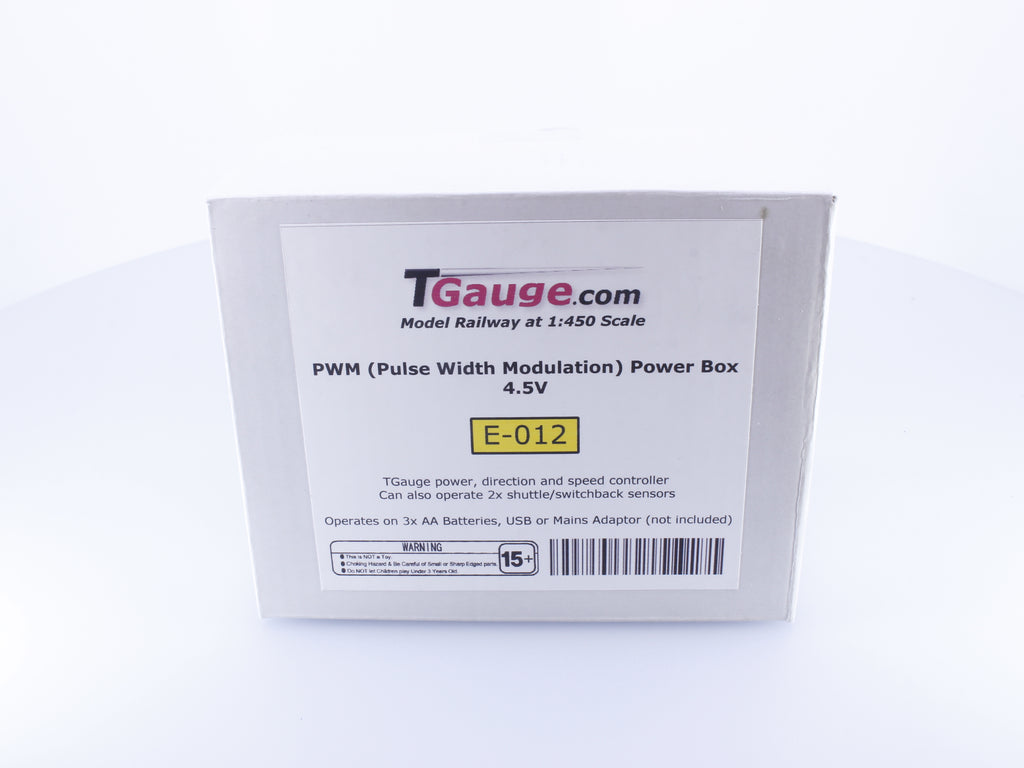 TGauge.com
Model Railway at 1:450 Scale
PWM (Pulse Width Modulation) Power Box
4.5V
E-012
TGauge power, direction and speed controller
Can also operate 2x shuttle/switchback sensors
Operates on 3x AA Batteries, USB or Mains Adaptor (not included)
WARNING
This is NOT a Toy.
Choking Hazard & Be Careful of Small or Sharp Edged parts.
Do NOT let Children play Under 3 Years Old.
15+